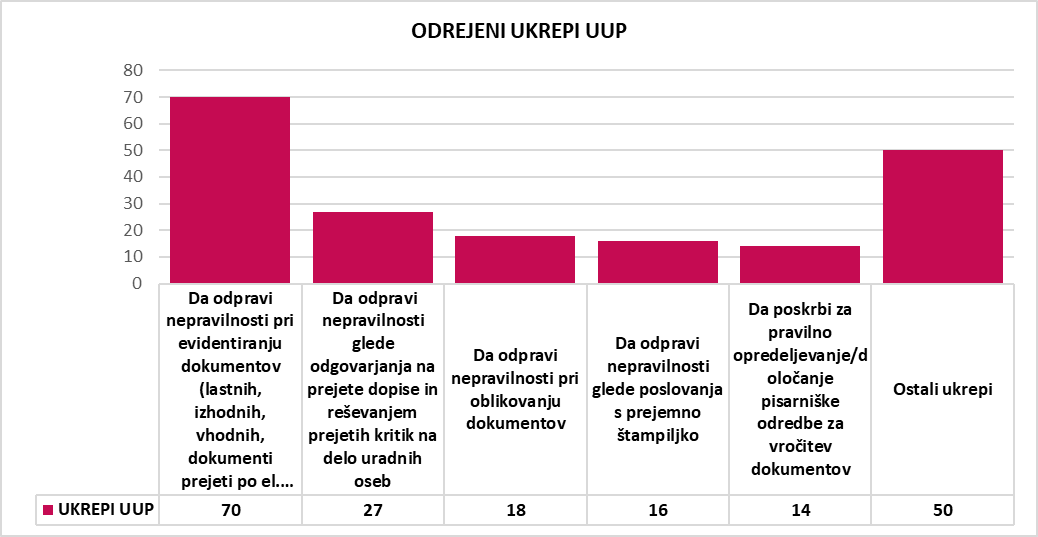 ODREJENI UKREPI UUP
80
70
60
50
40
30
20
10
0
Da odpravi
nepravilnosti pri
evidentiranju
dokumentov
(lastnih,
izhodnih,
vhodnih,
dokumenti
prejeti po el....
Da odpravi
nepravilnosti
glede
odgovarjanja na
prejete dopise in
reševanjem
prejetih kritik na
delo uradnih
oseb
Da odpravi
nepravilnosti pri
oblikovanju
dokumentov
Da odpravi
nepravilnosti
glede poslovanja
s prejemno
štampiljko
Da poskrbi za
pravilno
opredeljevanje/d
oločanje
pisarniške
odredbe za
vročitev
dokumentov
Ostali ukrepi
UKREPI UUP 70 27 18 16 14 50